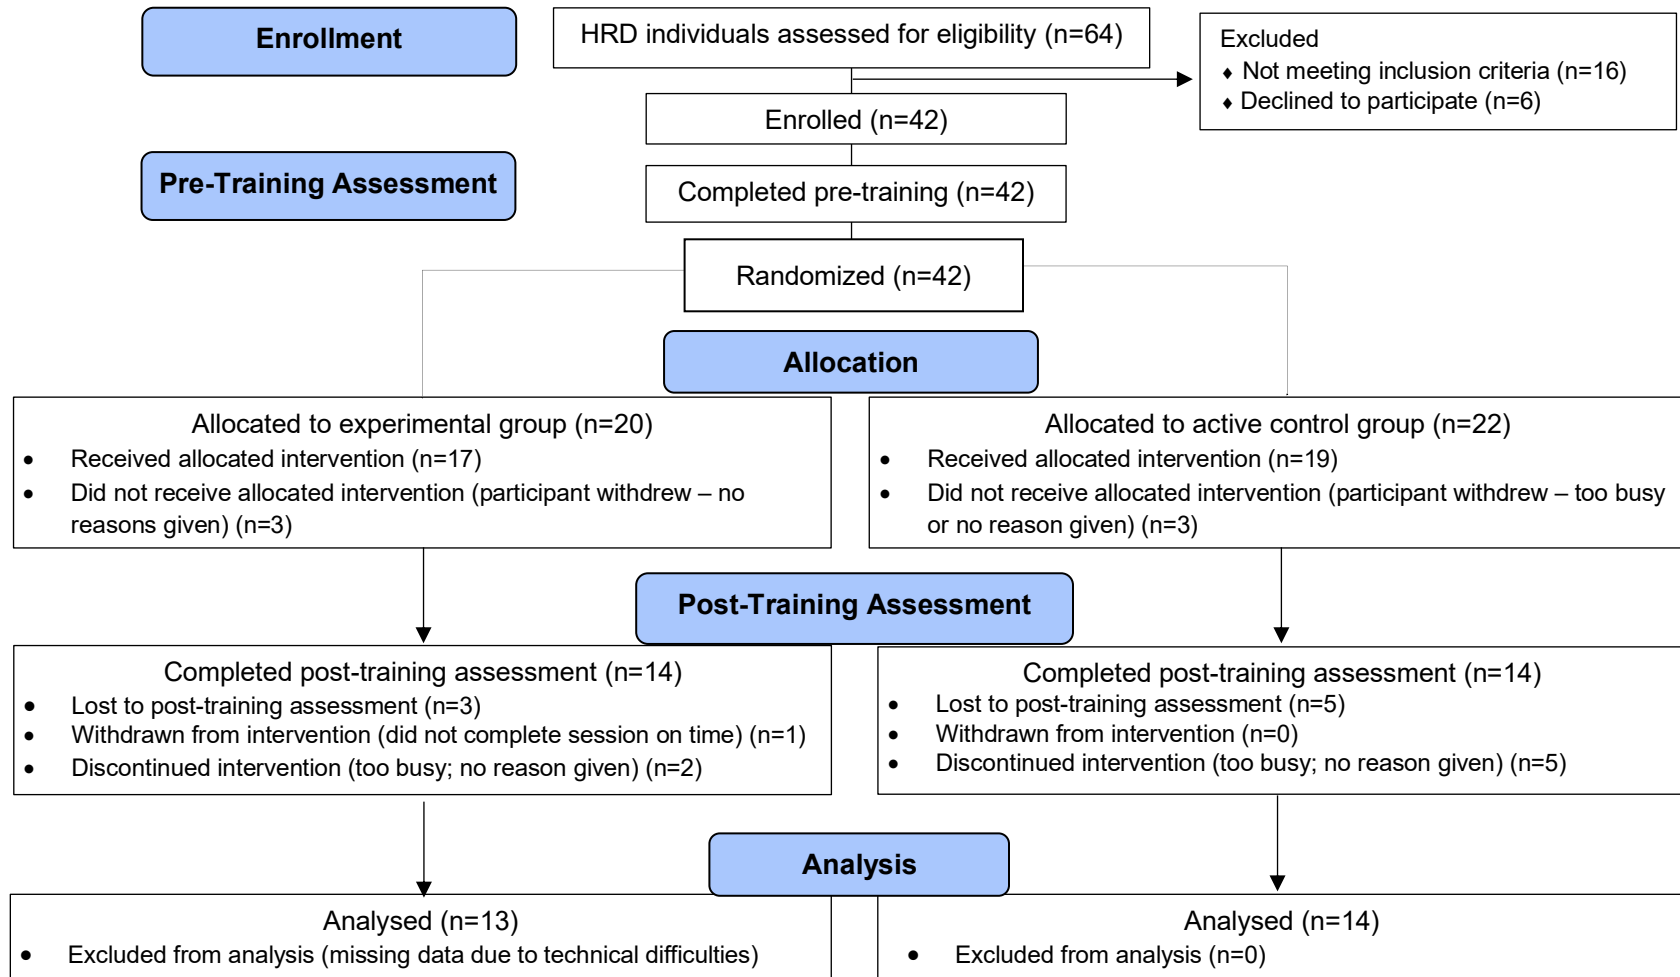 Enrollment
HRD individuals assessed for eligibility (n=64)
Excluded
♦ Not meeting inclusion criteria (n=16)
♦ Declined to participate (n=6)
Enrolled (n=42)
Pre-Training Assessment
Completed pre-training (n=42)
Randomized (n=42)
Allocation
Allocated to experimental group (n=20)
• Received allocated intervention (n=17)
• Did not receive allocated intervention (participant withdrew – no
reasons given) (n=3)
Allocated to active control group (n=22)
• Received allocated intervention (n=19)
• Did not receive allocated intervention (participant withdrew – too busy
or no reason given) (n=3)
Post-Training Assessment
Completed post-training assessment (n=14)
• Lost to post-training assessment (n=3)
• Withdrawn from intervention (did not complete session on time) (n=1)
• Discontinued intervention (too busy; no reason given) (n=2)
Completed post-training assessment (n=14)
• Lost to post-training assessment (n=5)
• Withdrawn from intervention (n=0)
• Discontinued intervention (too busy; no reason given) (n=5)
Analysis
Analysed (n=13)
• Excluded from analysis (missing data due to technical difficulties)
Analysed (n=14)
• Excluded from analysis (n=0)